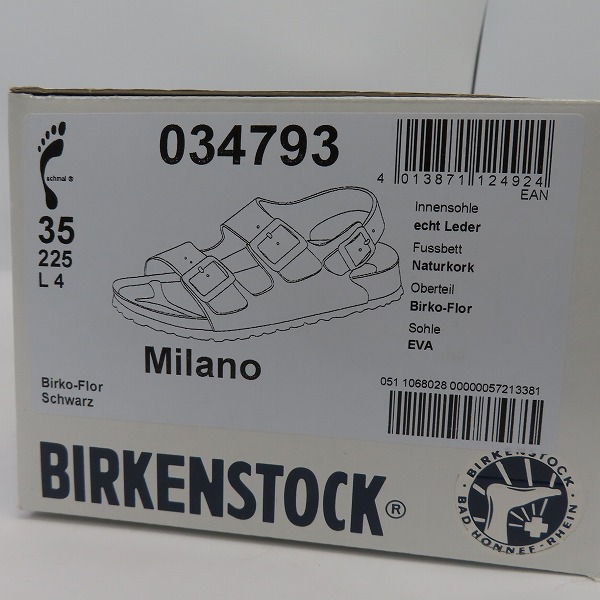 034793
schmal ®
35
225
L 4
Milano
Birko-Flor
Schwarz
4 013871 124924
EAN
Innensohle
echt Leder
Fussbett
Naturkork
Oberteil
Birko-Flor
Sohle
EVA
051 1068028 00000057213381
BIRKENSTOCK®
· BIRKENSTOCK ·
BAD HONNEF-RHEIN